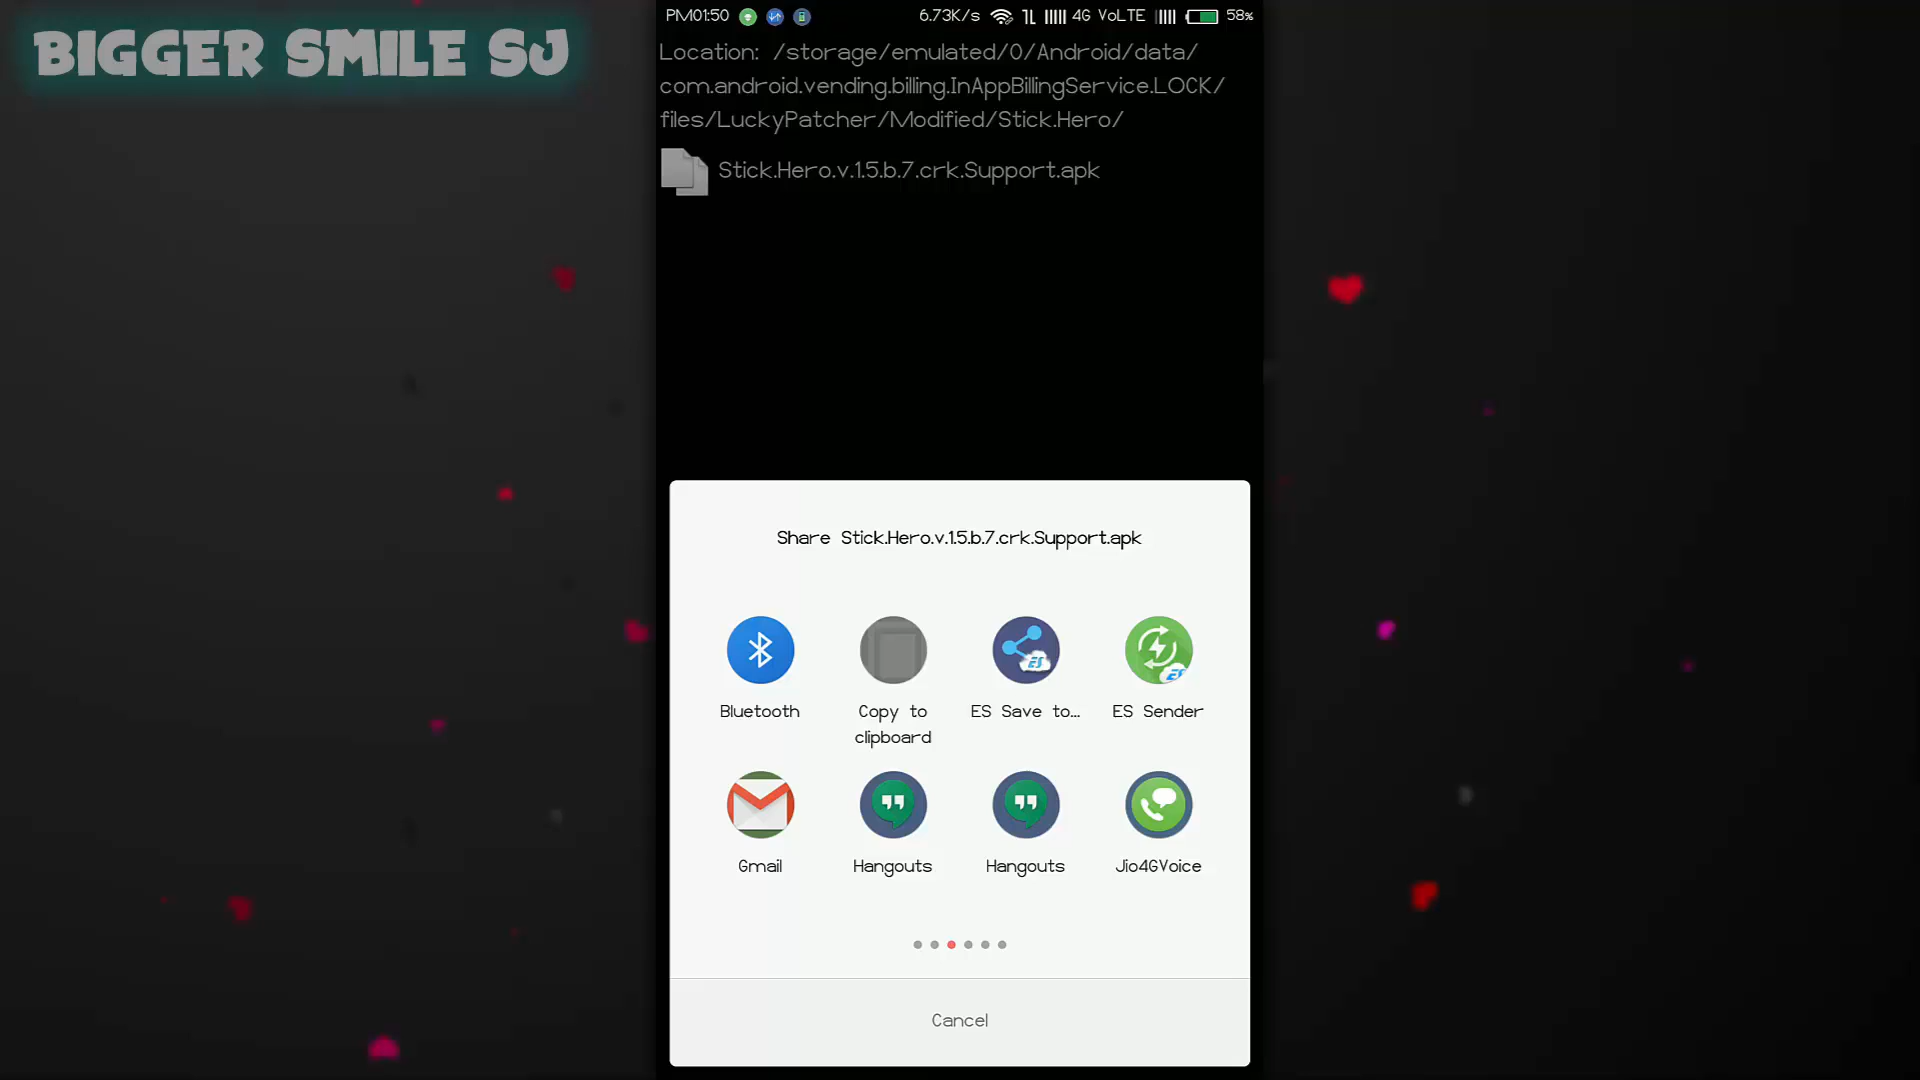 BIGGER SMILE SJ
PM01:50 6.73K/s 4G VoLTE 58%
Location: /storage/emulated/0/Android/data/
com.android.vending.billing.InAppBillingService.LOCK/
files/LuckyPatcher/Modified/Stick.Hero/
Stick.Hero.v.1.5.b.7.crk.Support.apk
Share Stick.Hero.v.1.5.b.7.crk.Support.apk
Bluetooth
Copy to
clipboard
ES Save to...
ES Sender
Gmail
Hangouts
Hangouts
Jio4GVoice
Cancel